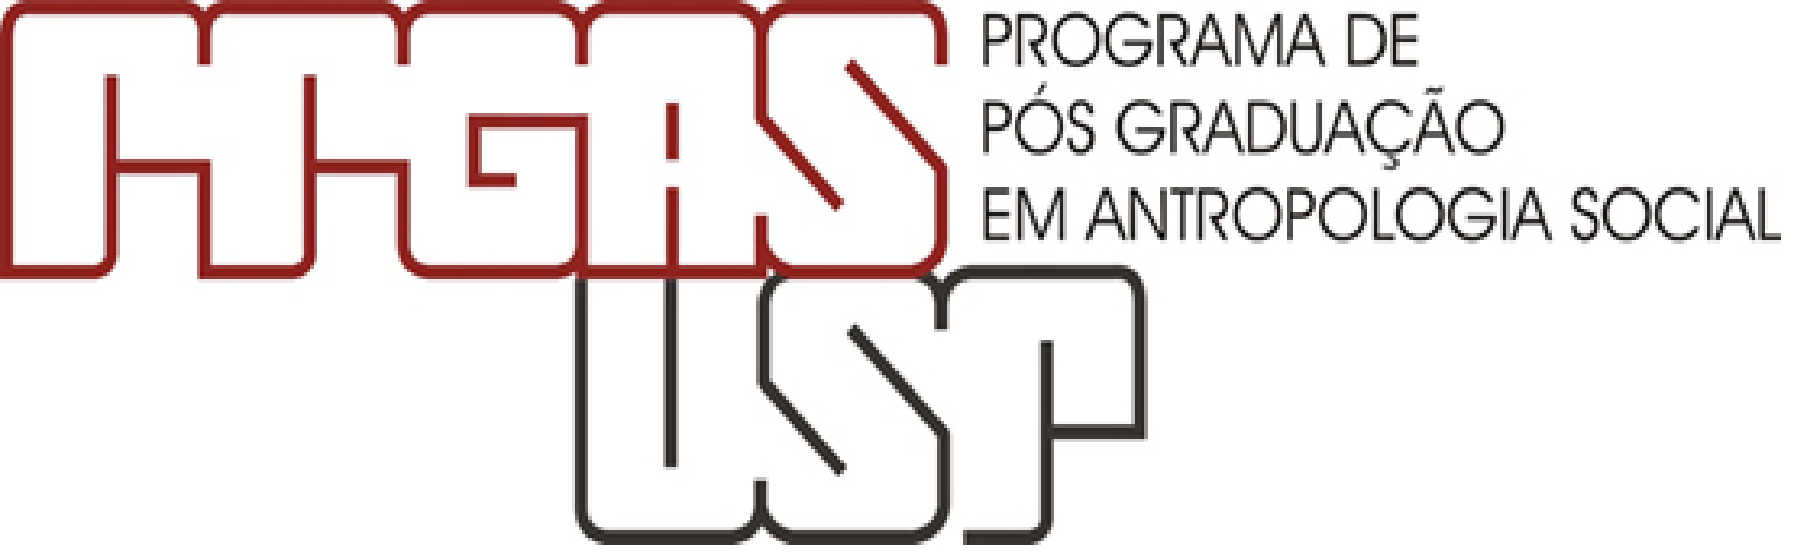 PPGAS
PROGRAMA DE
PÓS GRADUAÇÃO
EM ANTROPOLOGIA SOCIAL
USP